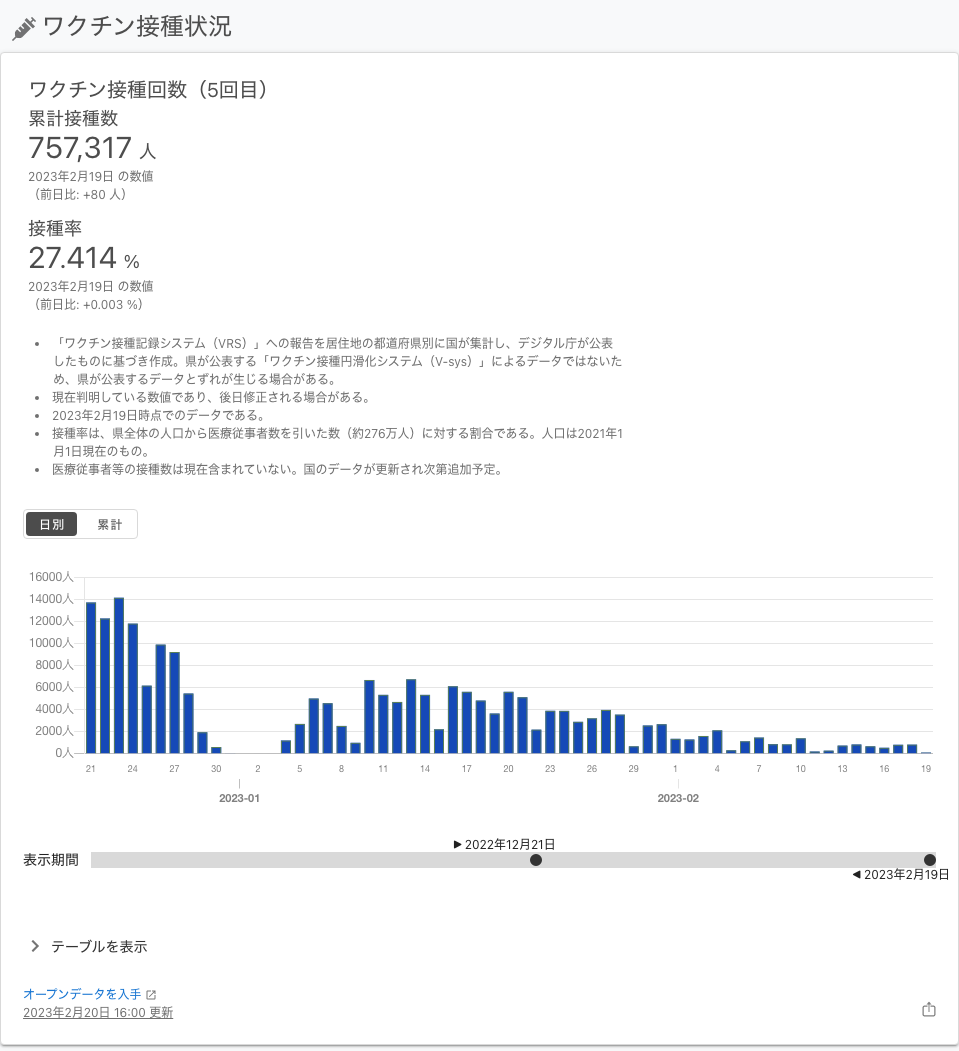 ワクチン接種状況
ワクチン接種回数（5回目）
累計接種数
757,317 人
2023年2月19日 の数値
（前日比: +80 人）
接種率
27.414 %
2023年2月19日 の数値
（前日比: +0.003 %）
• 「ワクチン接種記録システム（VRS）」への報告を居住地の都道府県別に国が集計し、デジタル庁が公表
したものに基づき作成。県が公表する「ワクチン接種円滑化システム（V-sys）」によるデータではないた
め、県が公表するデータとずれが生じる場合がある。
• 現在判明している数値であり、後日修正される場合がある。
• 2023年2月19日時点でのデータである。
• 接種率は、県全体の人口から医療従事者数を引いた数（約276万人）に対する割合である。人口は2021年1
月1日現在のもの。
• 医療従事者等の接種数は現在含まれていない。国のデータが更新され次第追加予定。
日別 累計
16000人
14000人
12000人
10000人
8000人
6000人
4000人
2000人
0人
21 24 27 30 2 5 8 11 14 17 20 23 26 29 1 4 7 10 13 16 19
2023-01 2023-02
▶ 2022年12月21日
表示期間
◀ 2023年2月19日
テーブルを表示
オープンデータを入手
2023年2月20日 16:00 更新